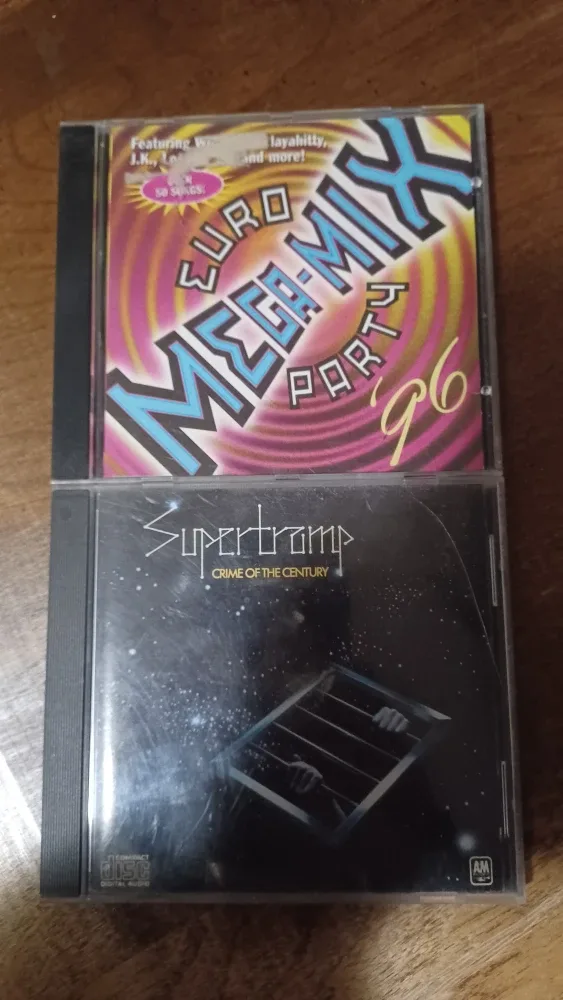 Featuring layahitty,
J.K., and more!
OVER
50 SONGS!
EURO
MEGA-MIX
PARTY
'96
Supertramp
CRIME OF THE CENTURY
COMPACT
disc
DIGITAL AUDIO
A&M